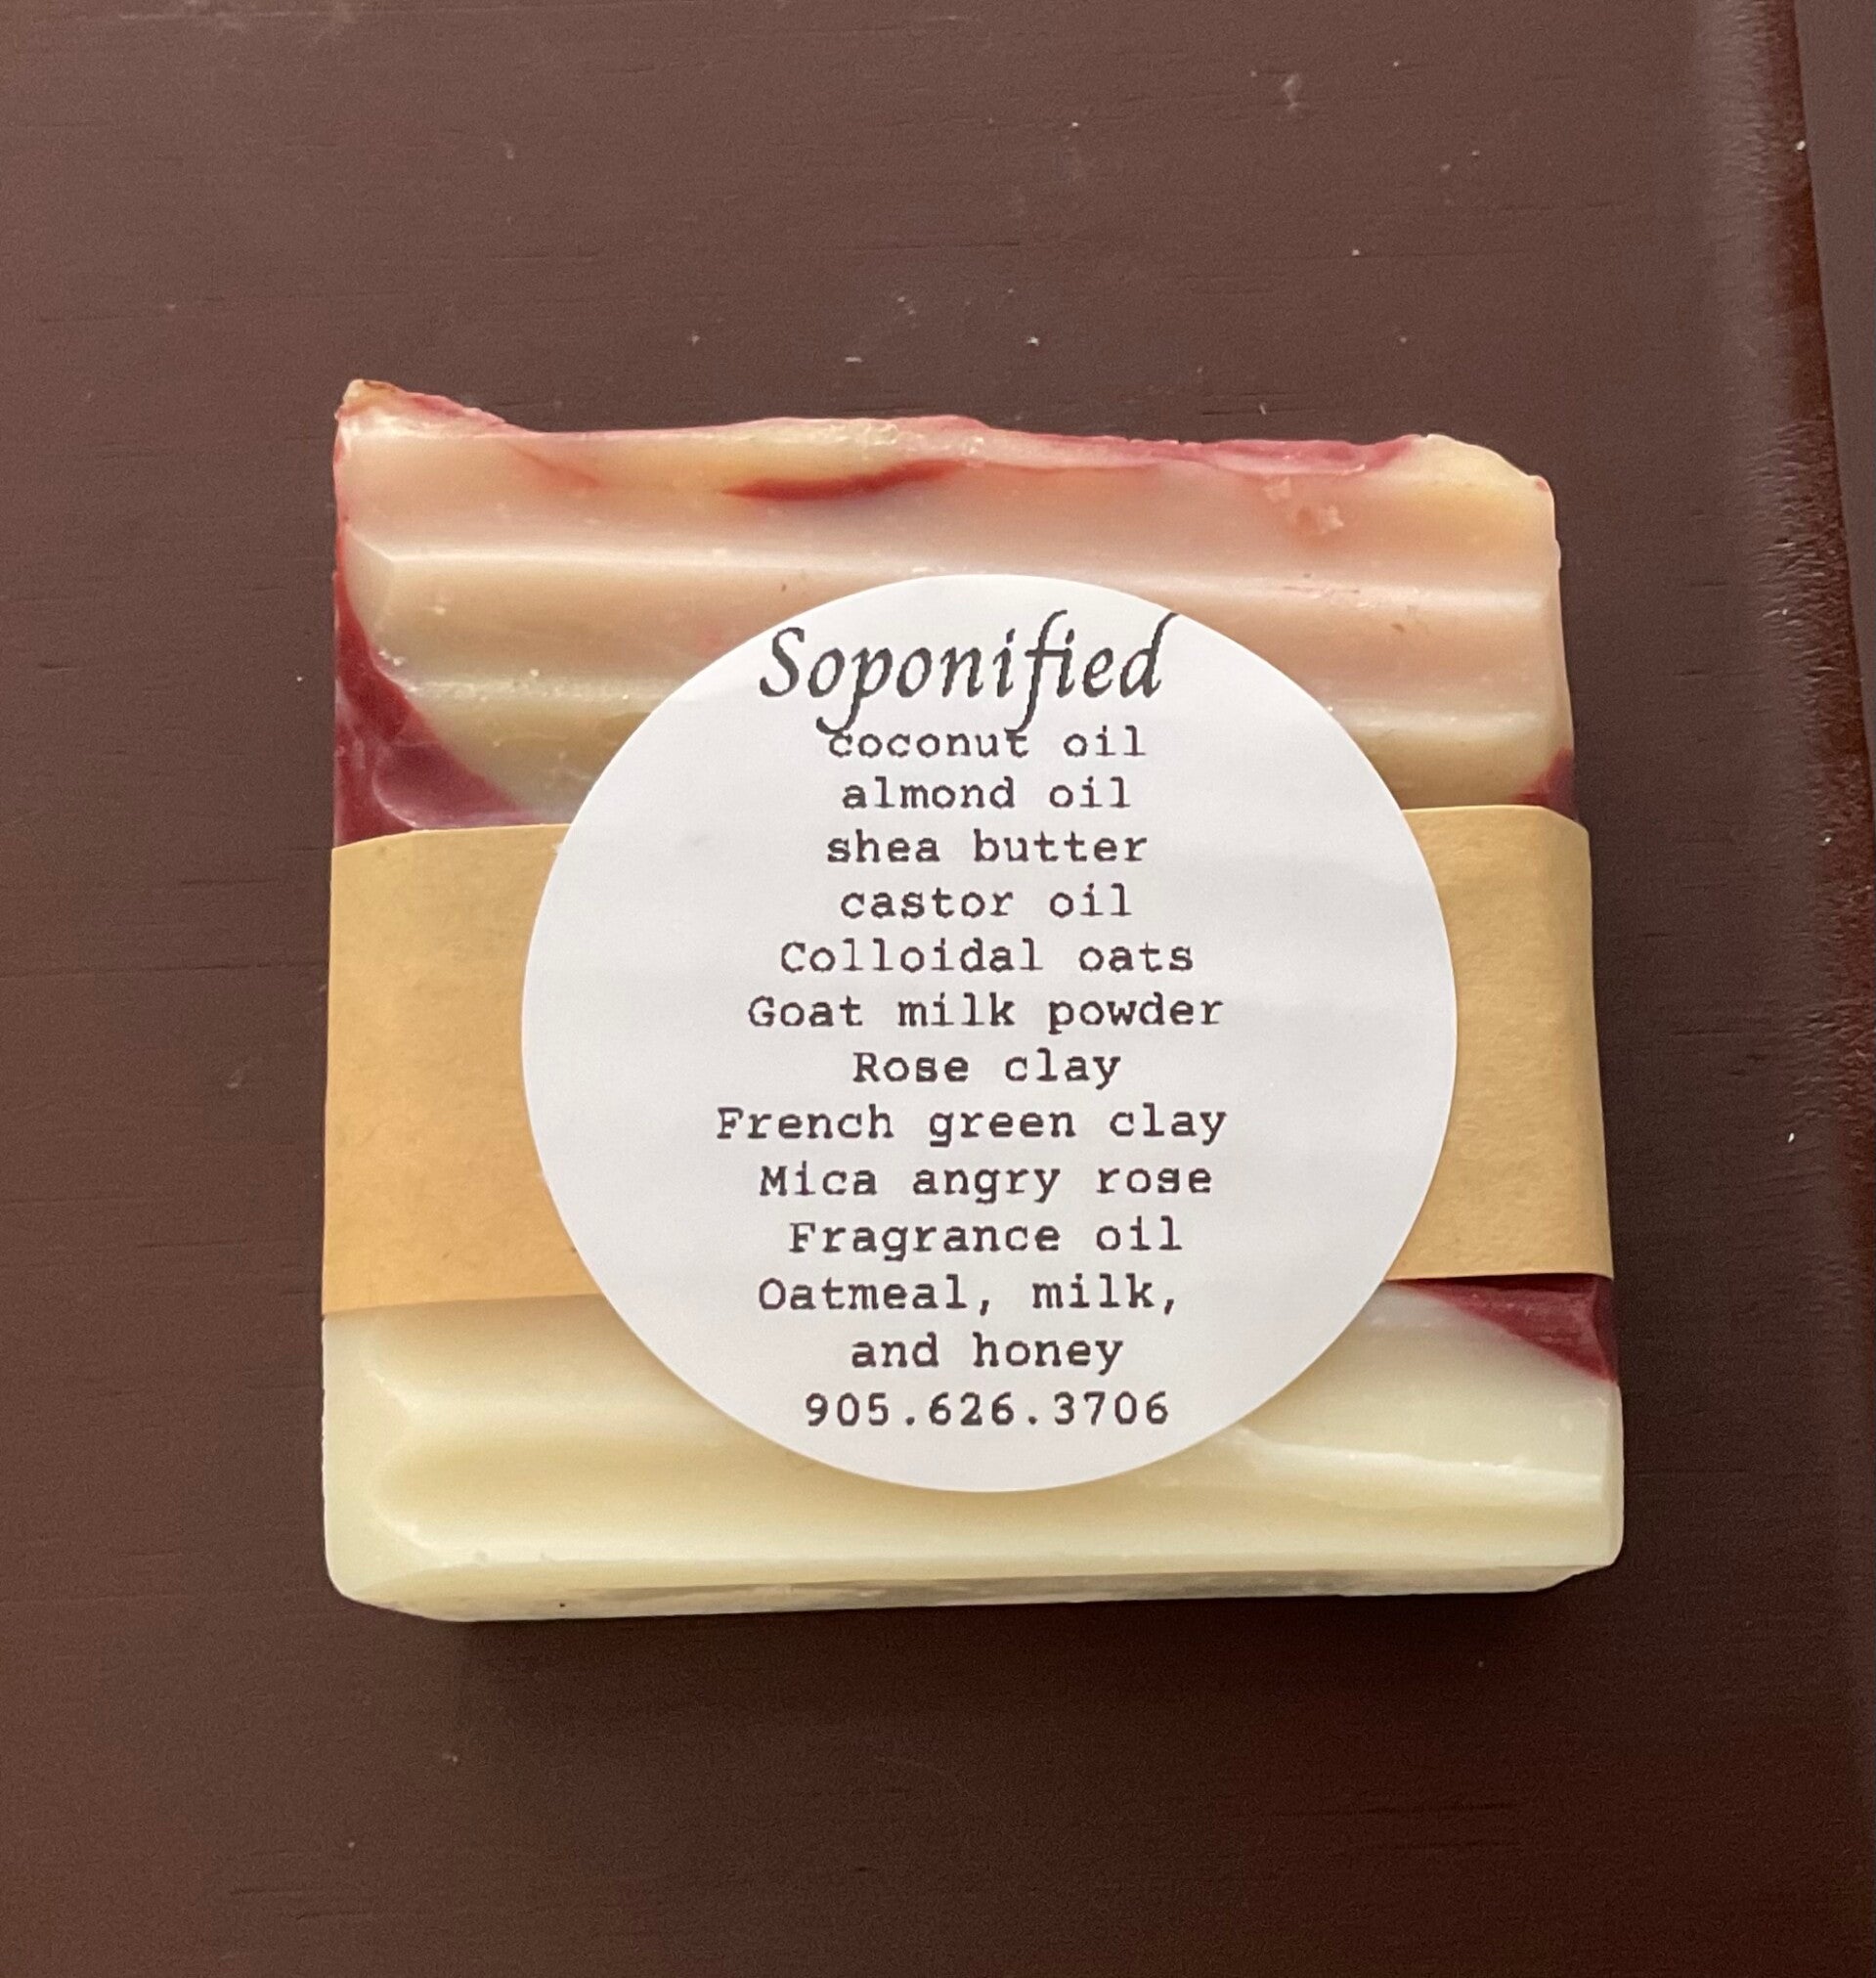 Soponified
coconut oil
almond oil
shea butter
castor oil
Colloidal oats
Goat milk powder
Rose clay
French green clay
Mica angry rose
Fragrance oil
Oatmeal, milk,
and honey
905.626.3706